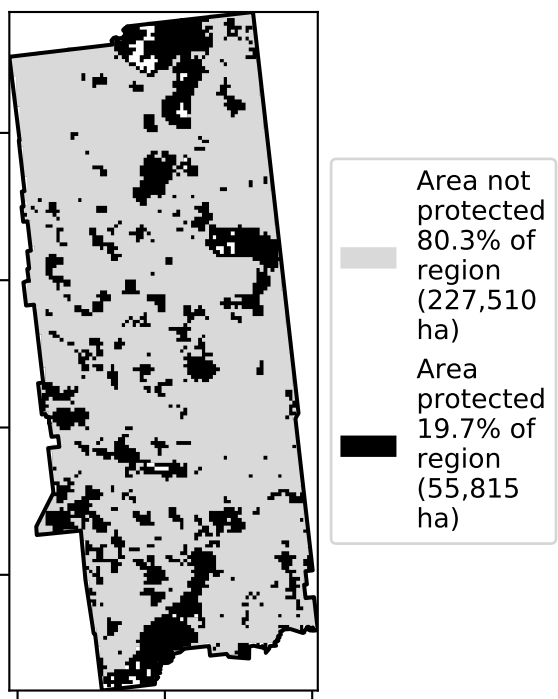 Area not
protected
80.3% of
region
(227,510
ha)
Area
protected
19.7% of
region
(55,815
ha)